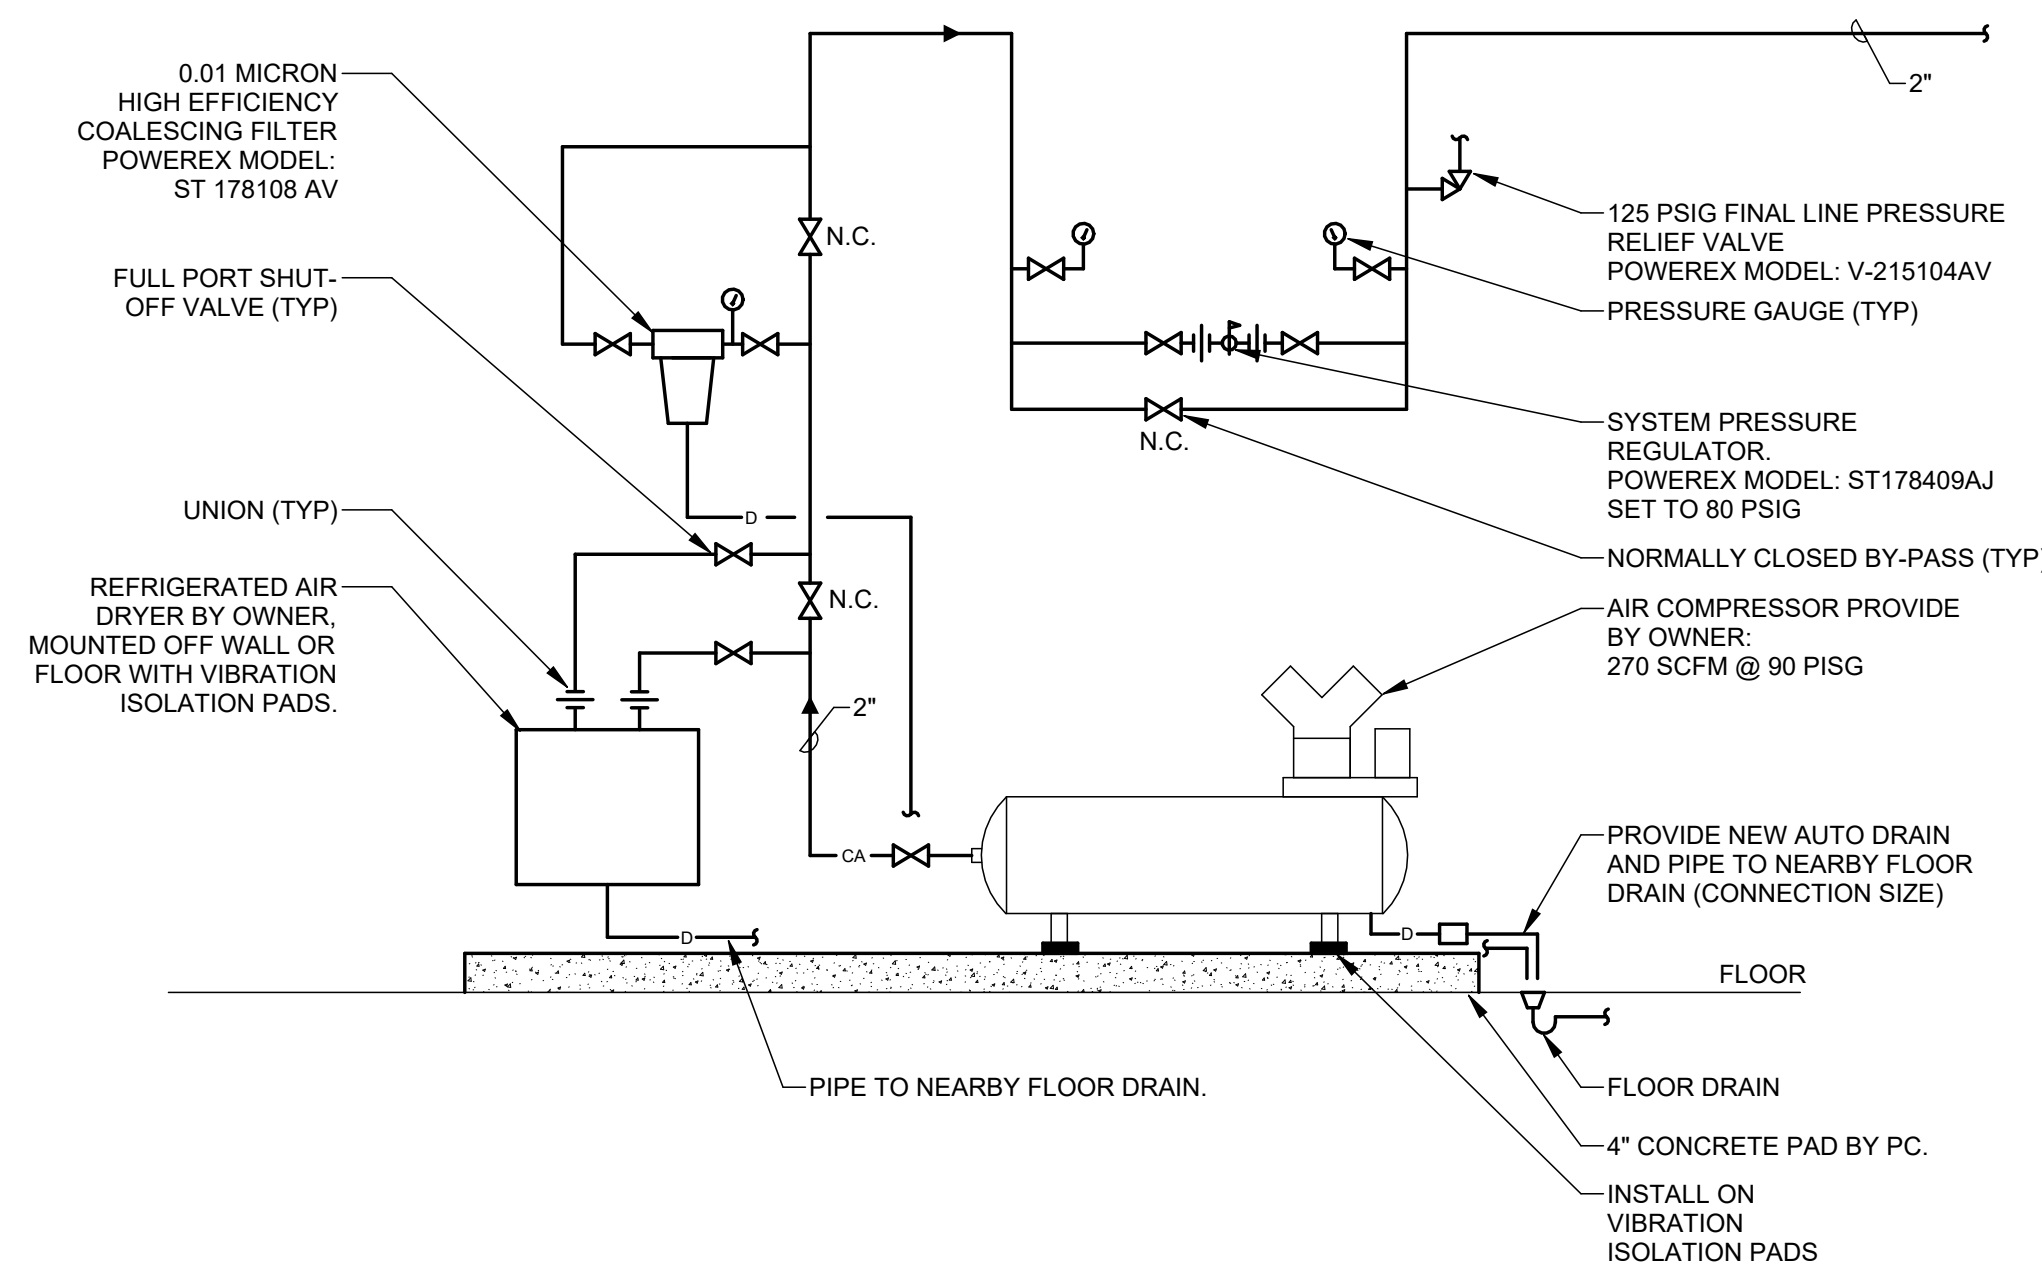 0.01 MICRON
HIGH EFFICIENCY
COALESCING FILTER
POWEREX MODEL:
ST 178108 AV
FULL PORT SHUT-
OFF VALVE (TYP)
UNION (TYP)
REFRIGERATED AIR
DRYER BY OWNER,
MOUNTED OFF WALL OR
FLOOR WITH VIBRATION
ISOLATION PADS.
N.C.
D
N.C.
2"
CA
D
PIPE TO NEARBY FLOOR DRAIN.
N.C.
2"
125 PSIG FINAL LINE PRESSURE
RELIEF VALVE
POWEREX MODEL: V-215104AV
PRESSURE GAUGE (TYP)
SYSTEM PRESSURE
REGULATOR.
POWEREX MODEL: ST178409AJ
SET TO 80 PSIG
NORMALLY CLOSED BY-PASS (TYP)
AIR COMPRESSOR PROVIDE
BY OWNER:
270 SCFM @ 90 PISG
PROVIDE NEW AUTO DRAIN
AND PIPE TO NEARBY FLOOR
DRAIN (CONNECTION SIZE)
D
FLOOR
FLOOR DRAIN
4" CONCRETE PAD BY PC.
INSTALL ON
VIBRATION
ISOLATION PADS